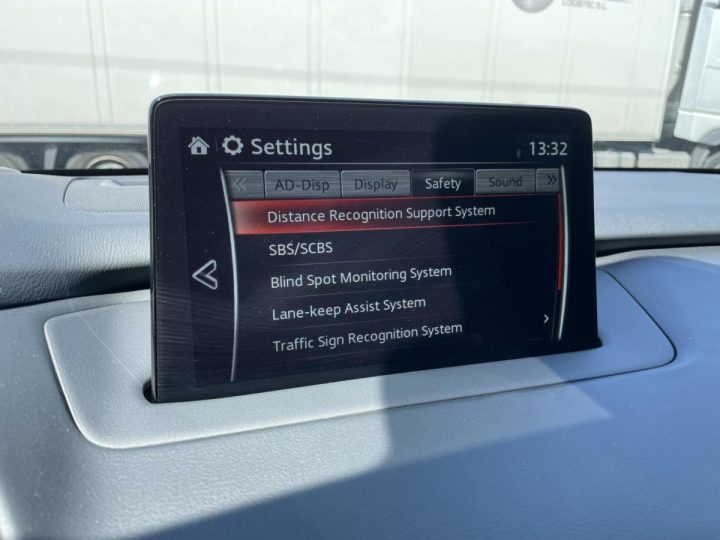 LOGISTIC S.L.
Settings 13:32
AD-Disp Display Safety Sound
Distance Recognition Support System
SBS/SCBS
Blind Spot Monitoring System
Lane-keep Assist System
Traffic Sign Recognition System